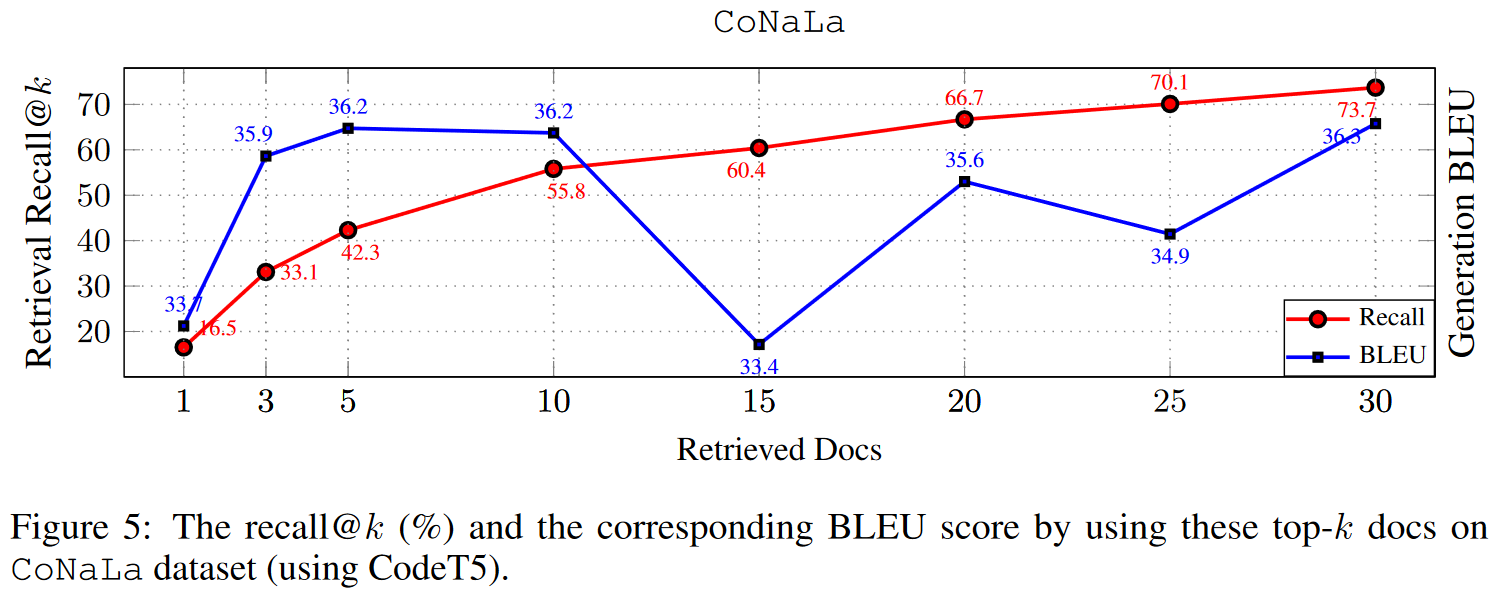 CoNaLa
Retrieval Recall@k
Generation BLEU
70
60
50
40
30
20
33.7
35.9
36.2
36.2
33.4
35.6
34.9
36.3
16.5
33.1
42.3
55.8
60.4
66.7
70.1
73.7
Recall
BLEU
1 3 5 10 15 20 25 30
Retrieved Docs
Figure 5: The recall@k (%) and the corresponding BLEU score by using these top-k docs on
CoNaLa dataset (using CodeT5).